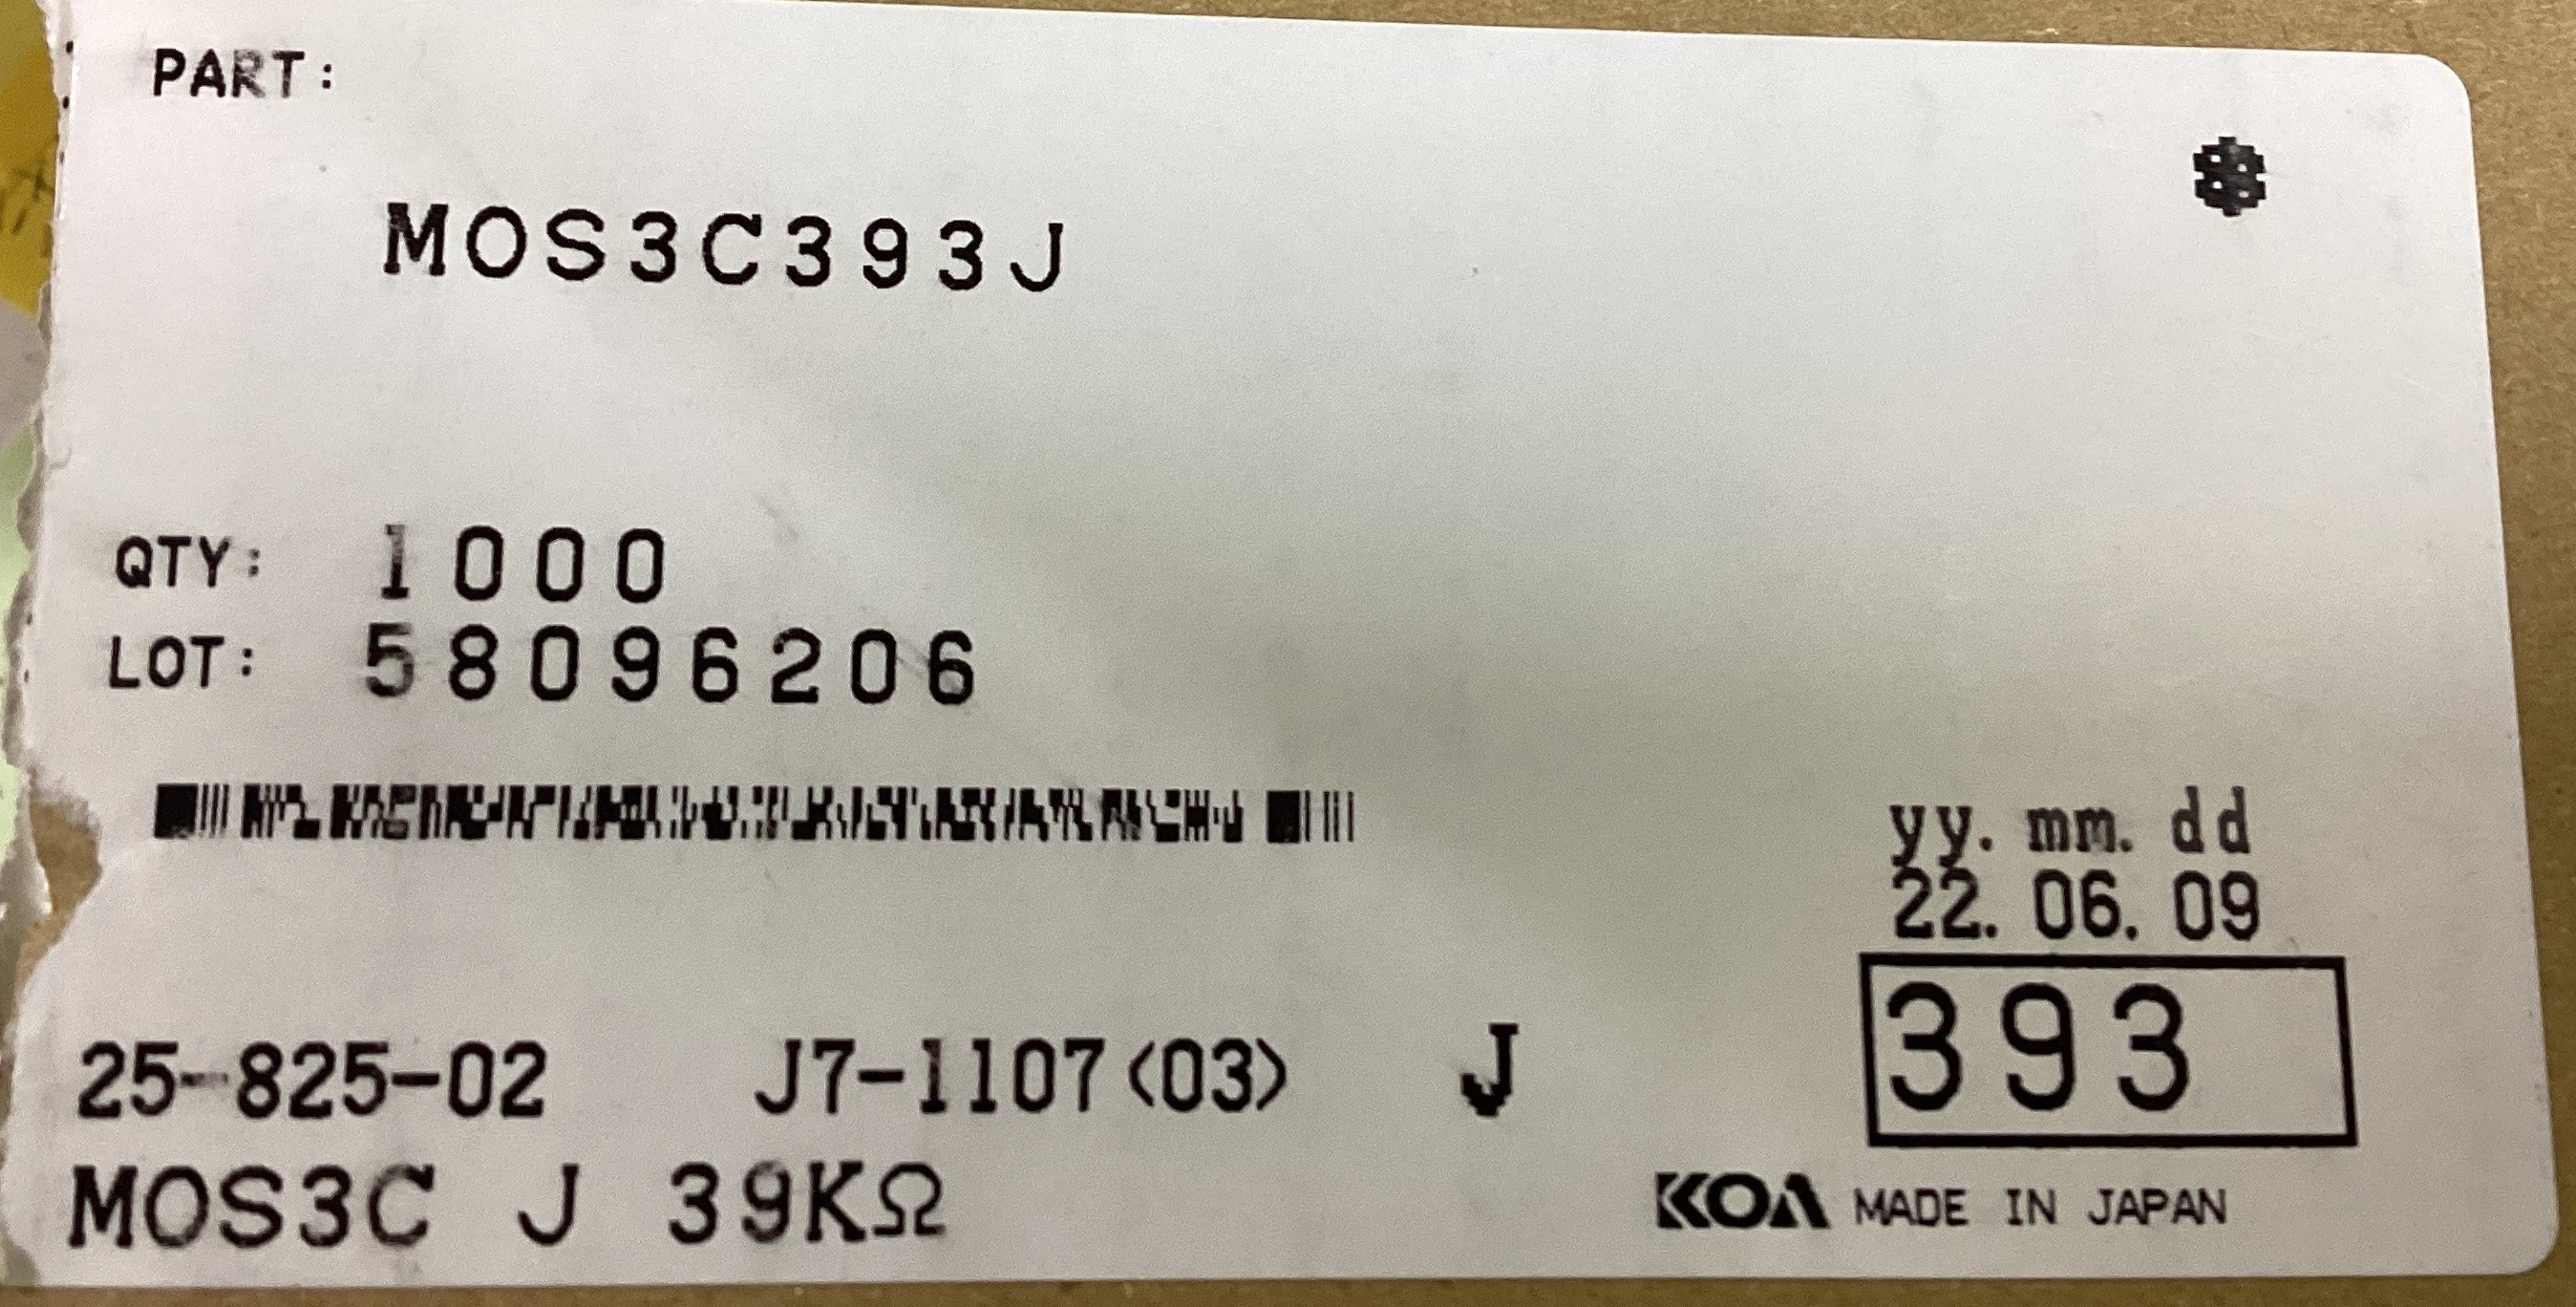 PART:
MOS3C393J
QTY: 1000
LOT: 58096206
yy. mm. dd
22. 06. 09
393
25-825-02 J7-1107<03> J
MOS3C J 39KΩ
KOA MADE IN JAPAN